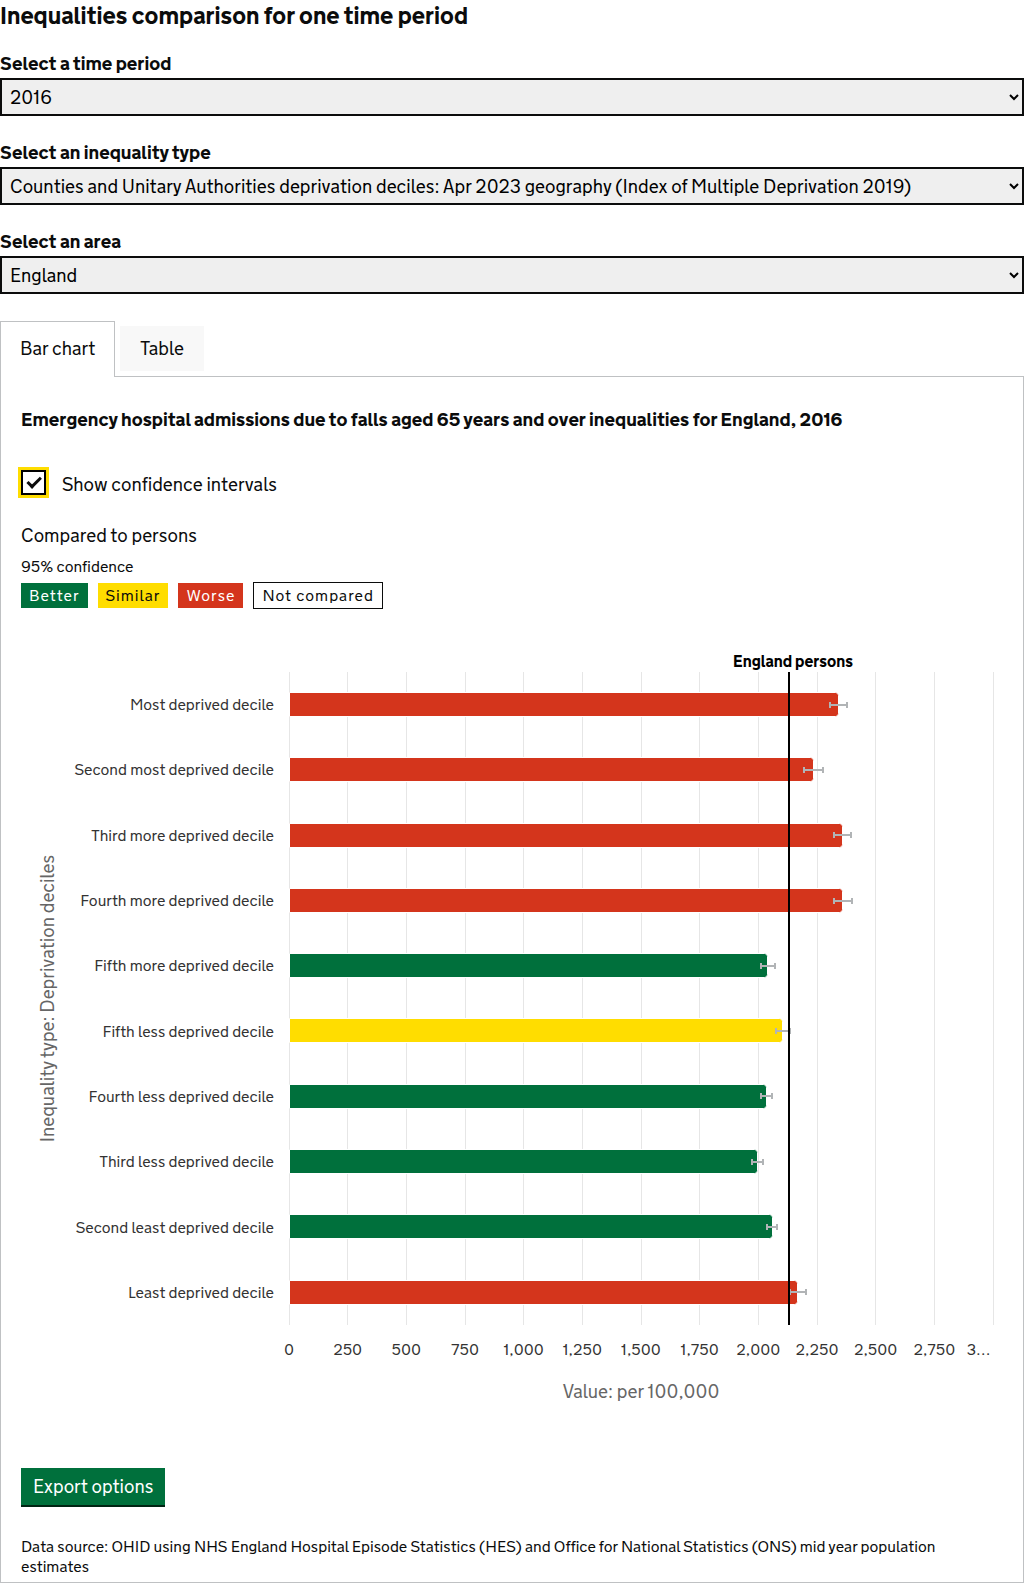 Inequalities comparison for one time period
Select a time period
2016
Select an inequality type
Counties and Unitary Authorities deprivation deciles: Apr 2023 geography (Index of Multiple Deprivation 2019)
Select an area
England
Bar chart Table
Emergency hospital admissions due to falls aged 65 years and over inequalities for England, 2016
Show confidence intervals
Compared to persons
95% confidence
Better Similar Worse Not compared
England persons
Most deprived decile
Second most deprived decile
Third more deprived decile
Fourth more deprived decile
Fifth more deprived decile
Fifth less deprived decile
Fourth less deprived decile
Third less deprived decile
Second least deprived decile
Least deprived decile
Inequality type: Deprivation deciles
0 250 500 750 1,000 1,250 1,500 1,750 2,000 2,250 2,500 2,750 3...
Value: per 100,000
Export options
Data source: OHID using NHS England Hospital Episode Statistics (HES) and Office for National Statistics (ONS) mid year population
estimates